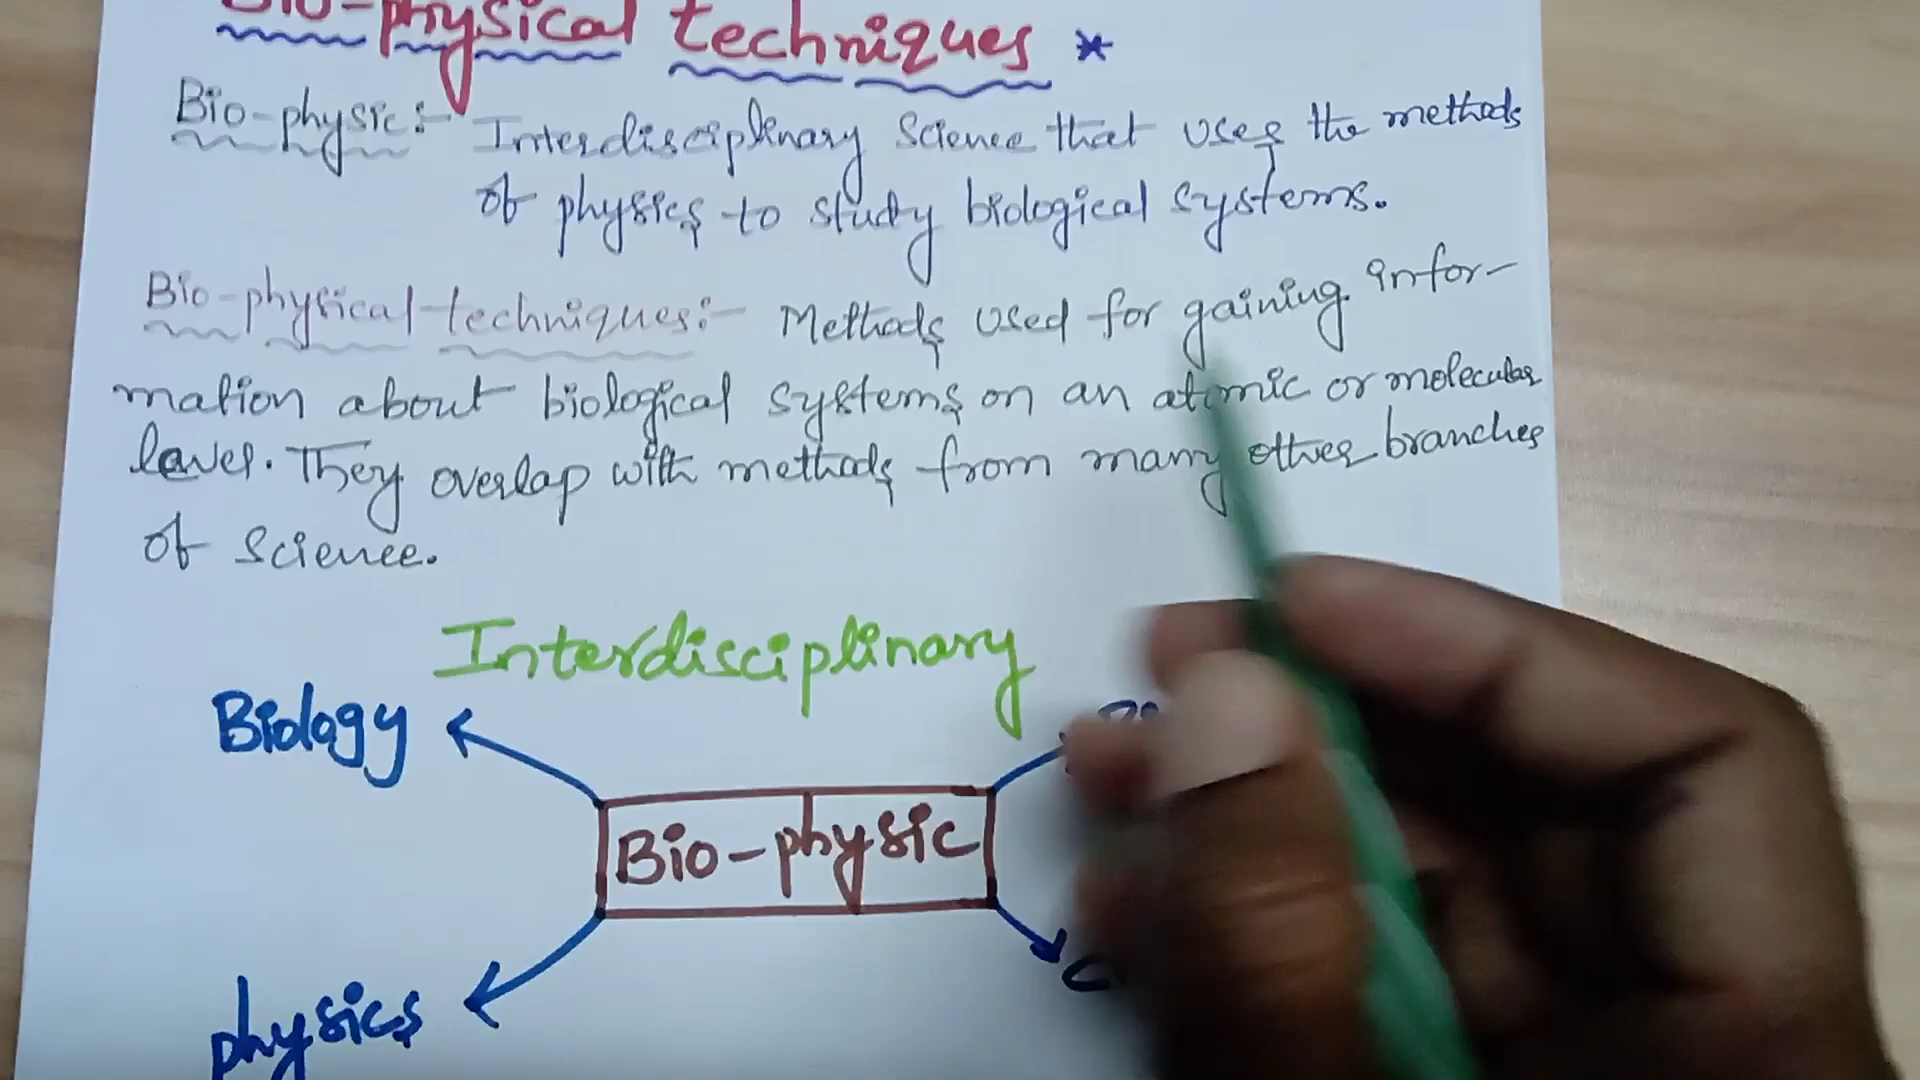 Bio-physical techniques *
Bio-physic:- Interdisciplinary Science that uses the methods
of physics to study biological systems.
Bio-physical-techniques:- Methods used for gaining infor-
mation about biological systems on an atomic or molecular
level. They overlap with methods from many other branches
of science.
Interdisciplinary
Biology
Bio-physic
physics